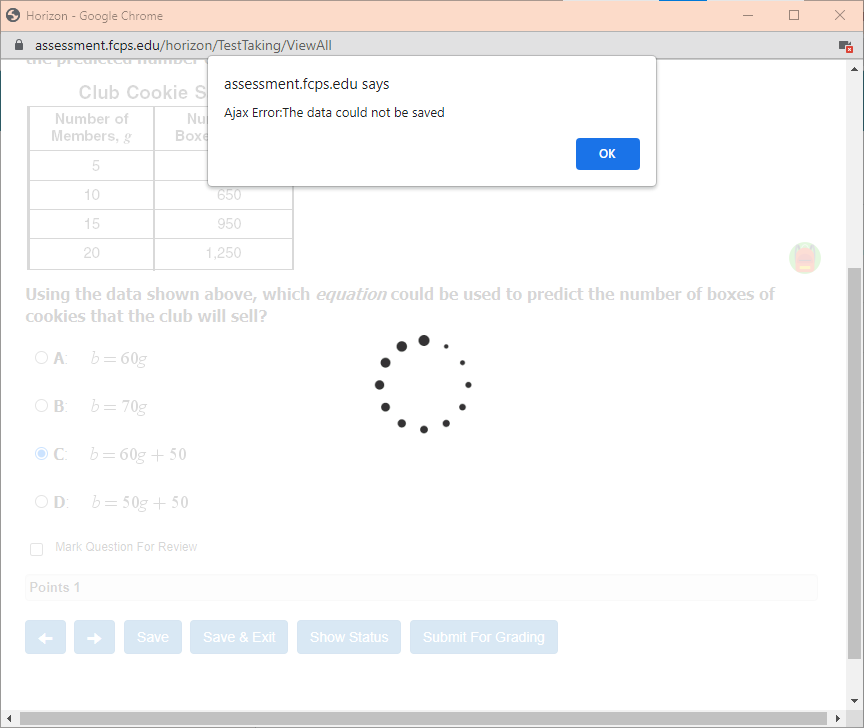 Horizon - Google Chrome
assessment.fcps.edu/horizon/TestTaking/ViewAll
the predicted number
assessment.fcps.edu says
Ajax Error:The data could not be saved
OK
Club Cookie S
Number of Members, g
Nu
Boxe
5
10 650
15 950
20 1,250
Using the data shown above, which equation could be used to predict the number of boxes of
cookies that the club will sell?
A: b = 60g
B: b = 70g
C: b = 60g + 50
D: b = 50g + 50
Mark Question For Review
Points 1
Save Save & Exit Show Status Submit For Grading